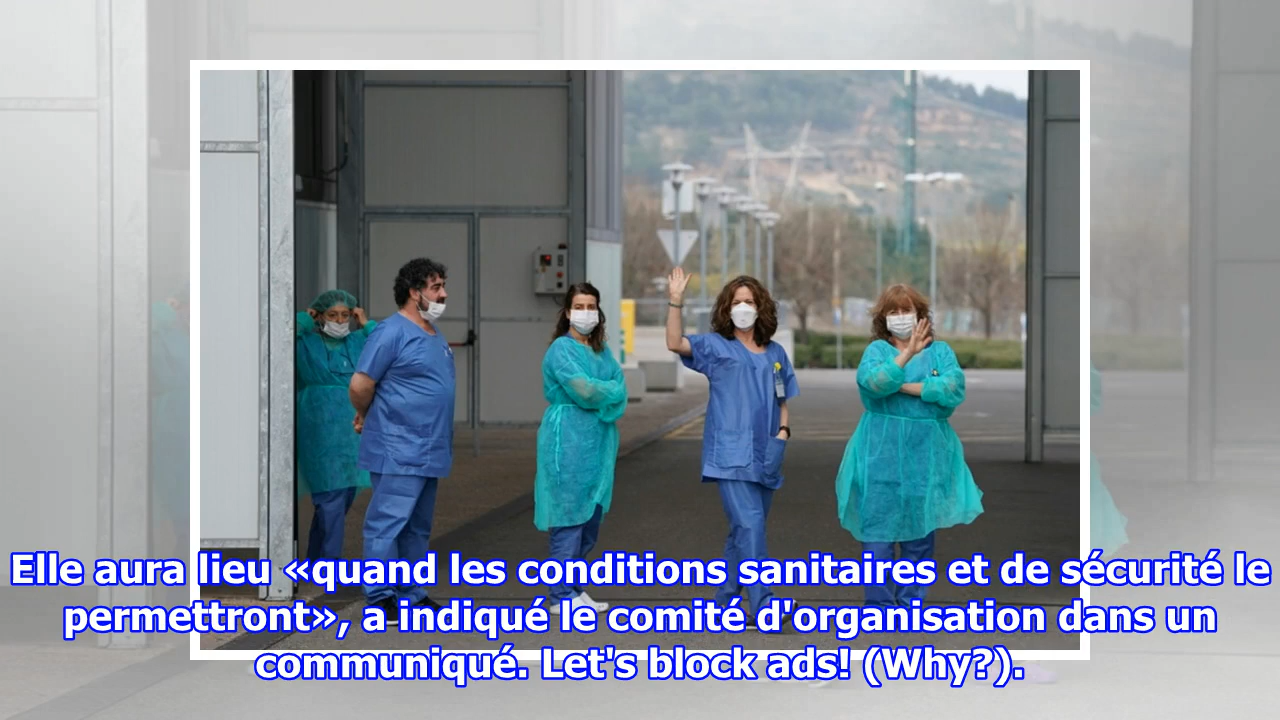 Elle aura lieu «quand les conditions sanitaires et de sécurité le
permettront», a indiqué le comité d'organisation dans un
communiqué. Let's block ads! (Why?).